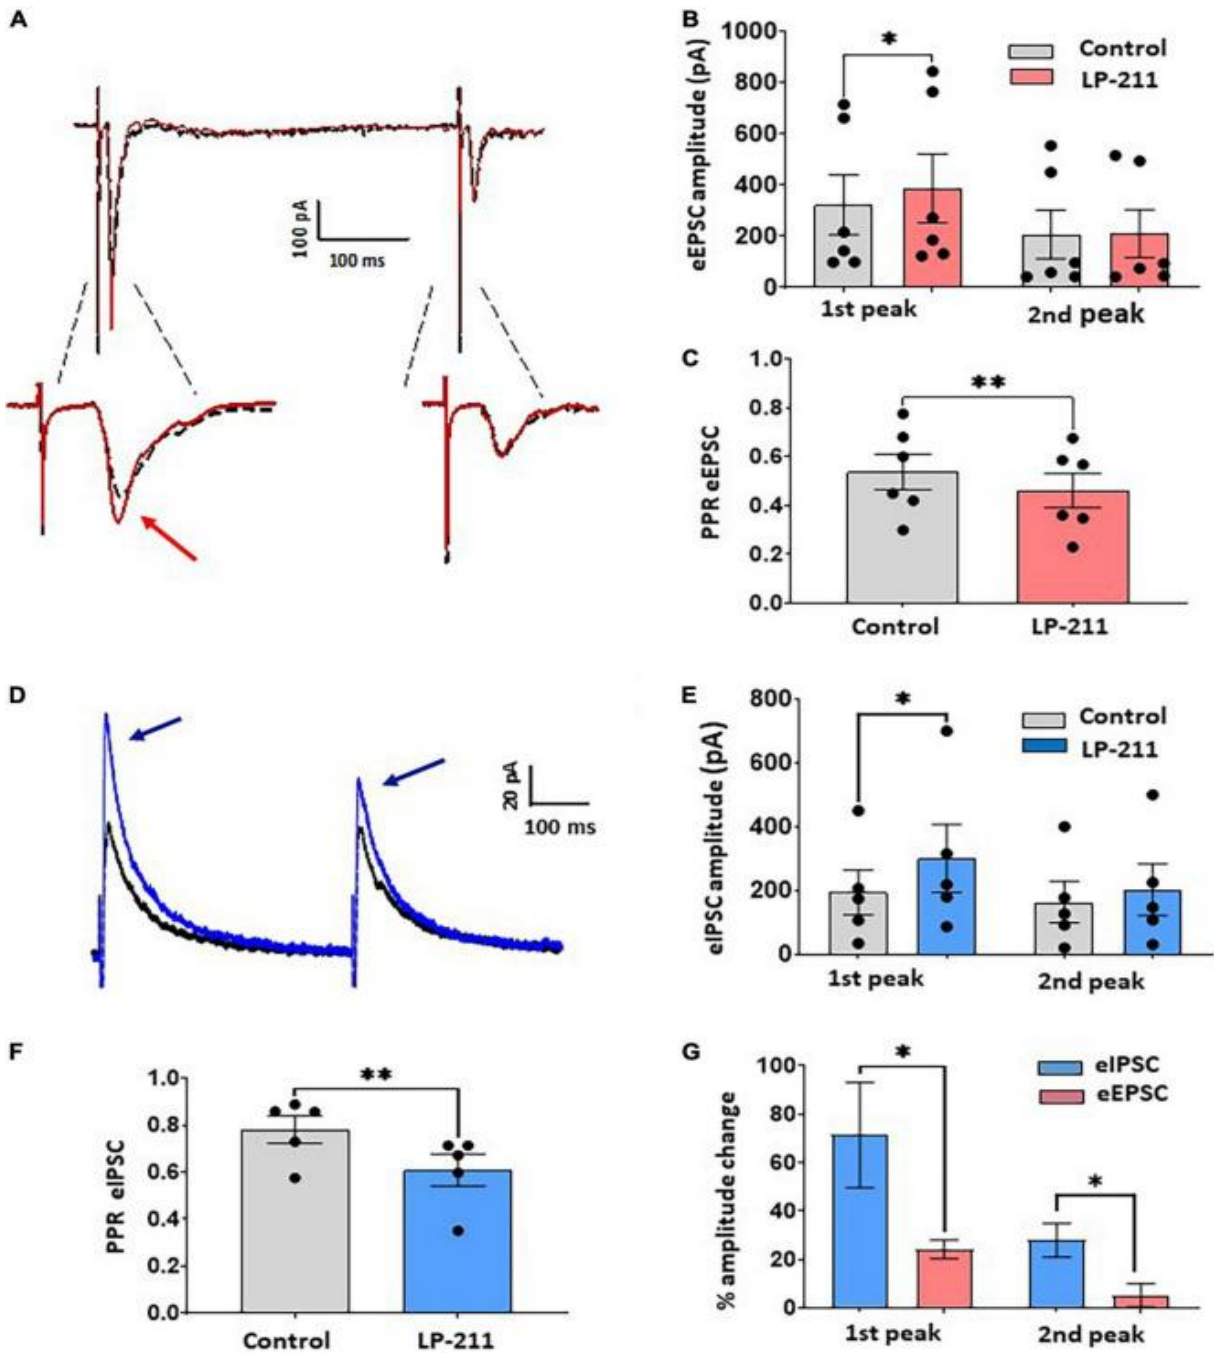 A
100 pA
100 ms
B
eEPSC amplitude (pA)
1000
800
600
400
200
0
*
Control
LP-211
1st peak
2nd peak
C
PPR eEPSC
1.0
0.8
0.6
0.4
0.2
0.0
**
Control
LP-211
D
20 pA
100 ms
E
eIPSC amplitude (pA)
800
600
400
200
0
*
Control
LP-211
1st peak
2nd peak
F
PPR eIPSC
1.0
0.8
0.6
0.4
0.2
0.0
**
Control
LP-211
G
% amplitude change
100
80
60
40
20
0
*
*
eIPSC
eEPSC
1st peak
2nd peak